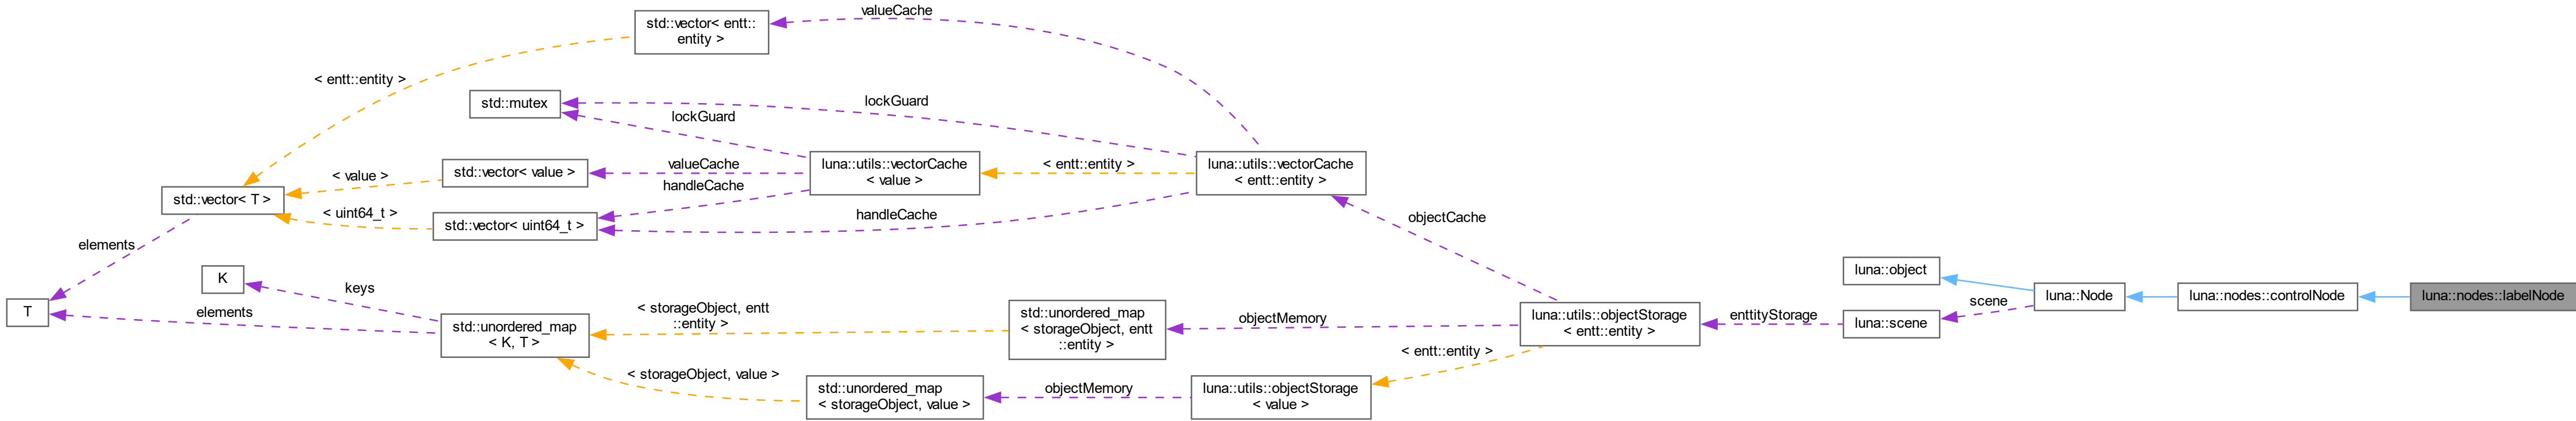 valueCache
std::vector< entt::
entity >
< entt::entity >
std::mutex
lockGuard
lockGuard
luna::utils::vectorCache
< value >
< entt::entity >
luna::utils::vectorCache
< entt::entity >
valueCache
std::vector< value >
< value >
handleCache
std::vector< T >
< uint64_t >
std::vector< uint64_t >
handleCache
objectCache
elements
luna::object
K
keys
T
elements
< storageObject, entt
::entity >
std::unordered_map
< K, T >
std::unordered_map
< storageObject, entt
::entity >
objectMemory
luna::utils::objectStorage
< entt::entity >
enttityStorage
luna::scene
scene
luna::Node
luna::nodes::controlNode
luna::nodes::labelNode
< entt::entity >
< storageObject, value >
std::unordered_map
< storageObject, value >
objectMemory
luna::utils::objectStorage
< value >